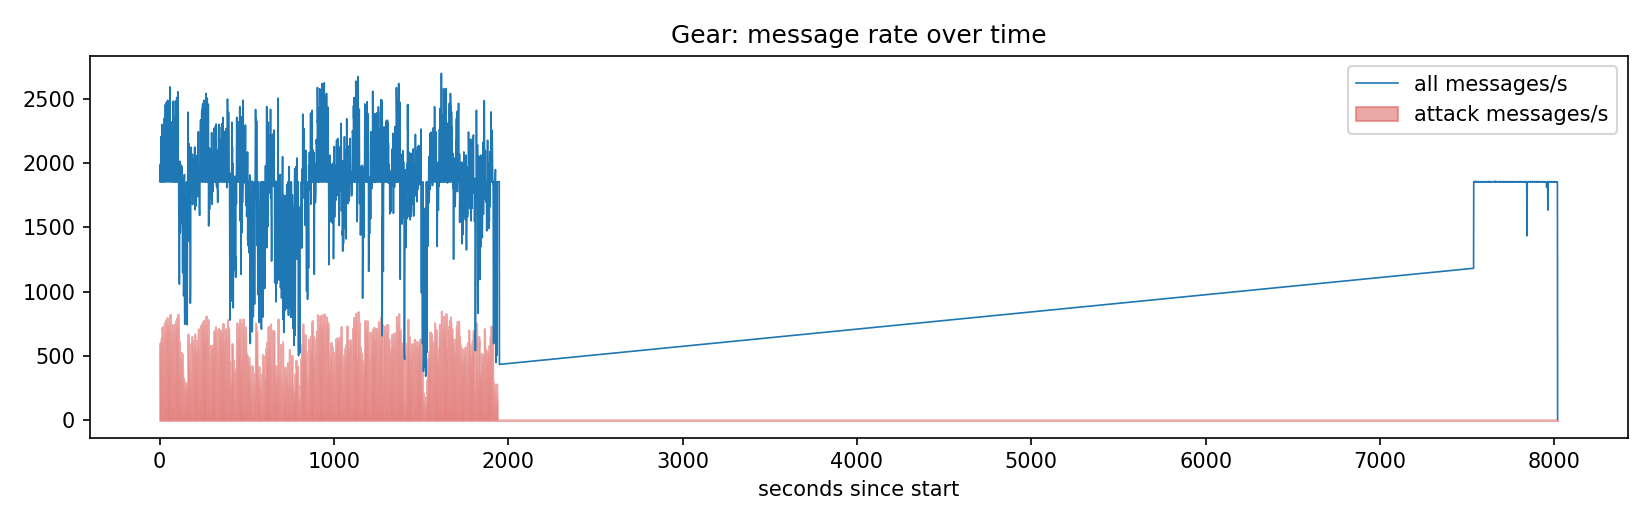 Gear: message rate over time
all messages/s
attack messages/s
2500
2000
1500
1000
500
0
0 1000 2000 3000 4000 5000 6000 7000 8000
seconds since start